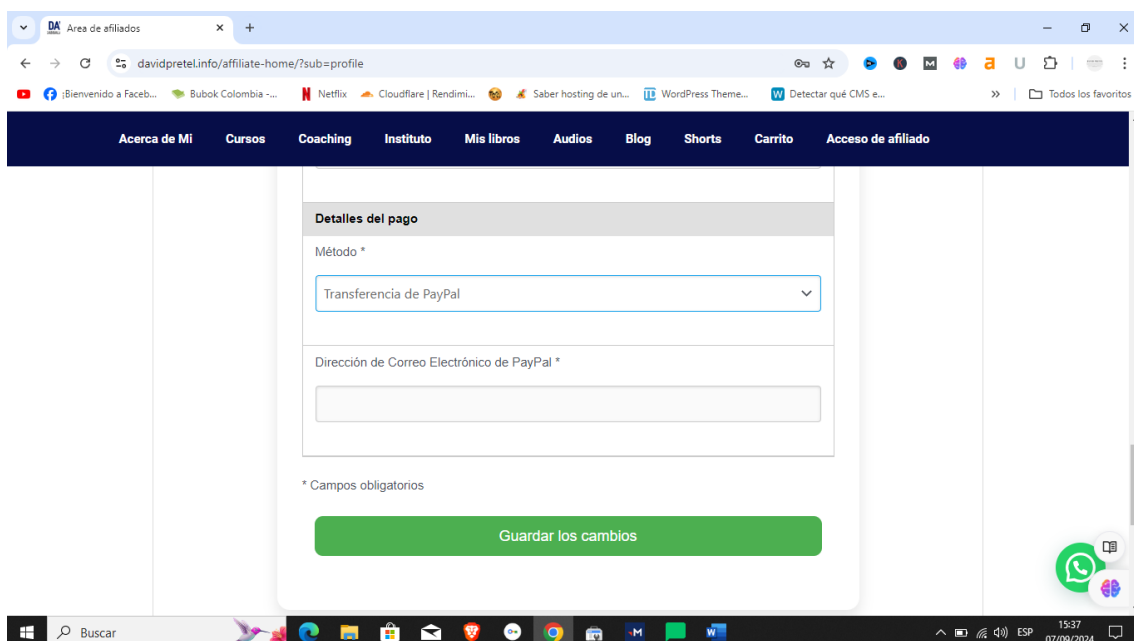 DA Area de afiliados
davidpretel.info/affiliate-home/?sub=profile
¡Bienvenido a Faceb... Bubok Colombia -... Netflix Cloudflare | Rendimi... Saber hosting de un... WordPress Theme... Detectar qué CMS e... Todos los favoritos
Acerca de Mi Cursos Coaching Instituto Mis libros Audios Blog Shorts Carrito Acceso de afiliado
Detalles del pago
Método *
Transferencia de PayPal
Dirección de Correo Electrónico de PayPal *
* Campos obligatorios
Guardar los cambios
Buscar
ESP
15:37
07/09/2024